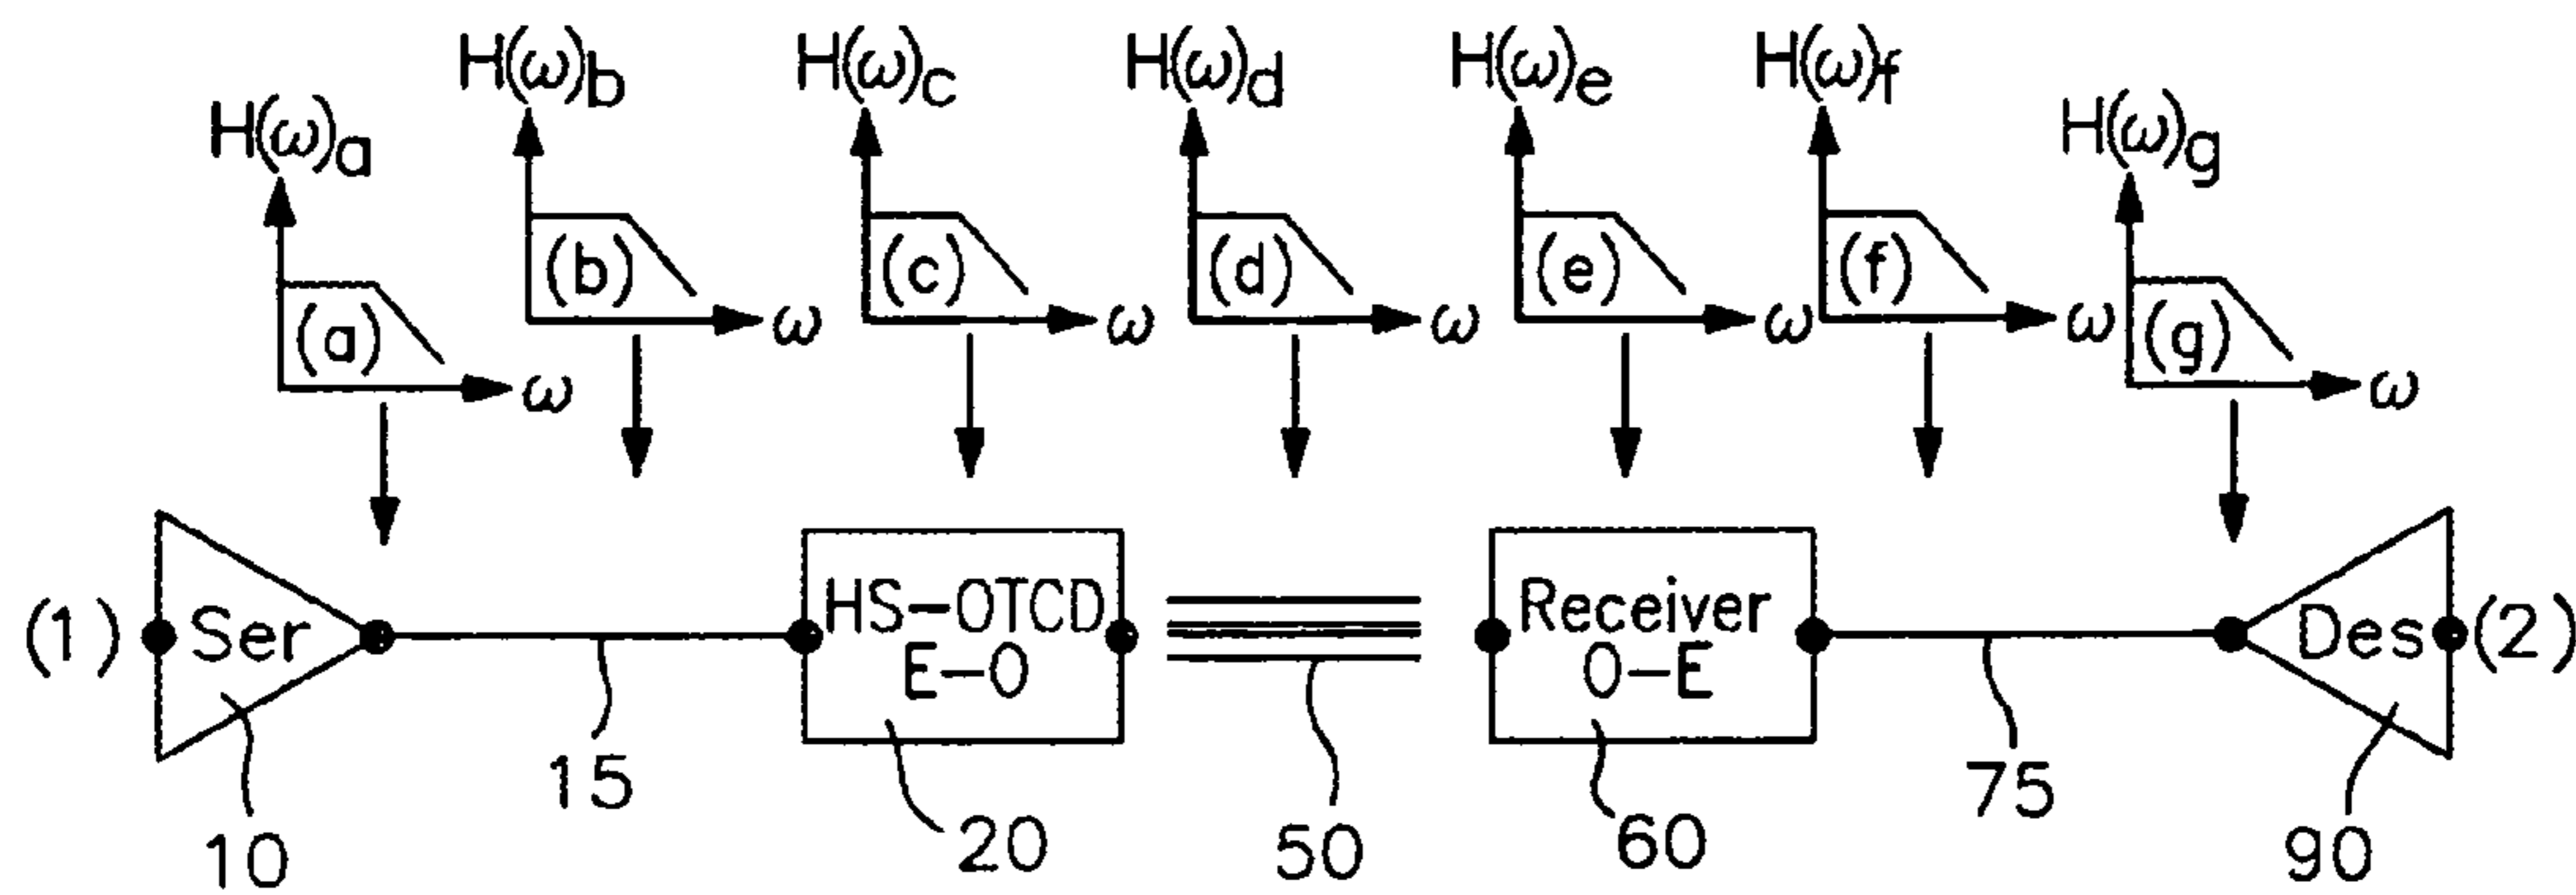 H(ω)a
H(ω)b
H(ω)c
H(ω)d
H(ω)e
H(ω)f
H(ω)g
(a)
ω
(b)
ω
(c)
ω
(d)
ω
(e)
ω
(f)
ω
(g)
ω
(1)
Ser
HS-OTCD
E-O
Receiver
O-E
Des
(2)
10
15
20
50
60
75
90